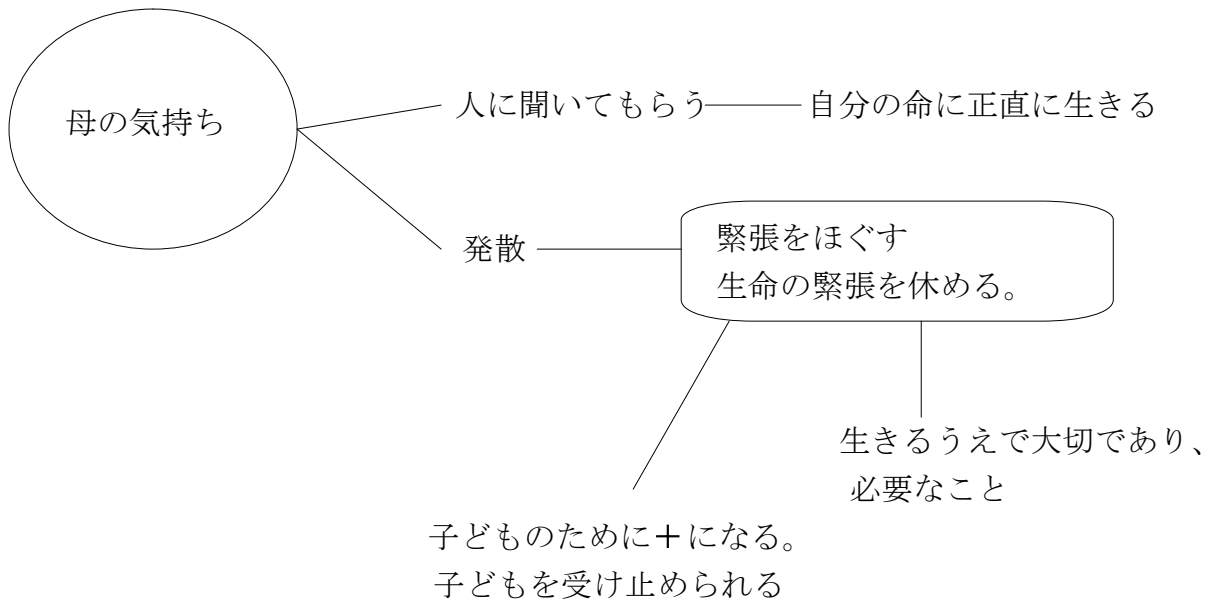 母の気持ち
人に聞いてもらう
自分の命に正直に生きる
発散
緊張をほぐす
生命の緊張を休める。
生きるうえで大切であり、
必要なこと
子どものために＋になる。
子どもを受け止められる